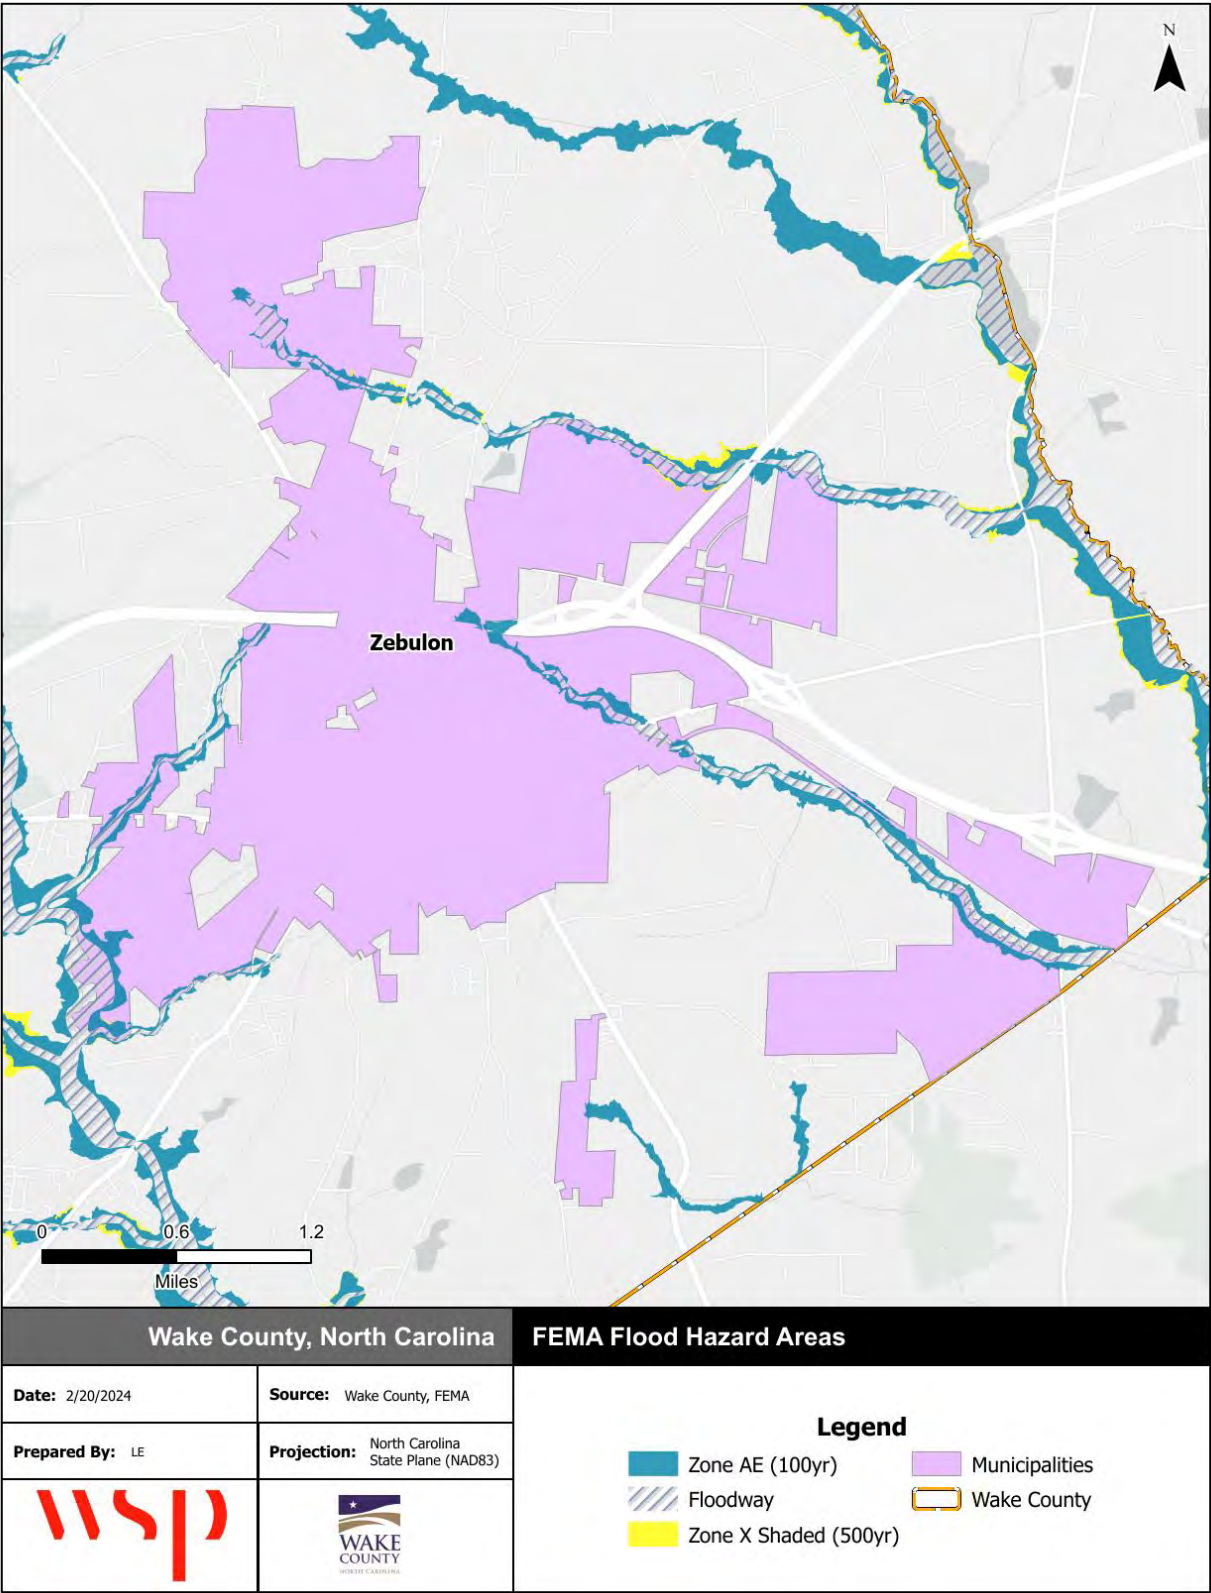 N
Zebulon
0 0.6 1.2
Miles
Wake County, North Carolina
FEMA Flood Hazard Areas
Date: 2/20/2024
Source: Wake County, FEMA
Prepared By: LE
Projection: North Carolina
State Plane (NAD83)
wsp
WAKE
COUNTY
NORTH CAROLINA
Legend
Zone AE (100yr)
Floodway
Zone X Shaded (500yr)
Municipalities
Wake County